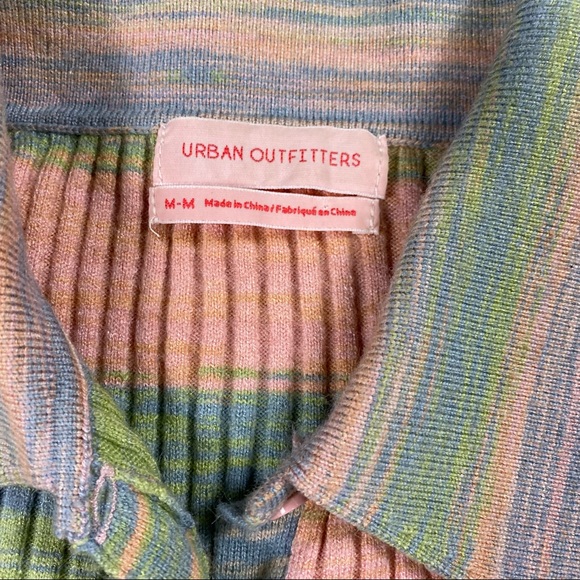 URBAN OUTFITTERS
M-M Made in China / Fabriqué en Chine